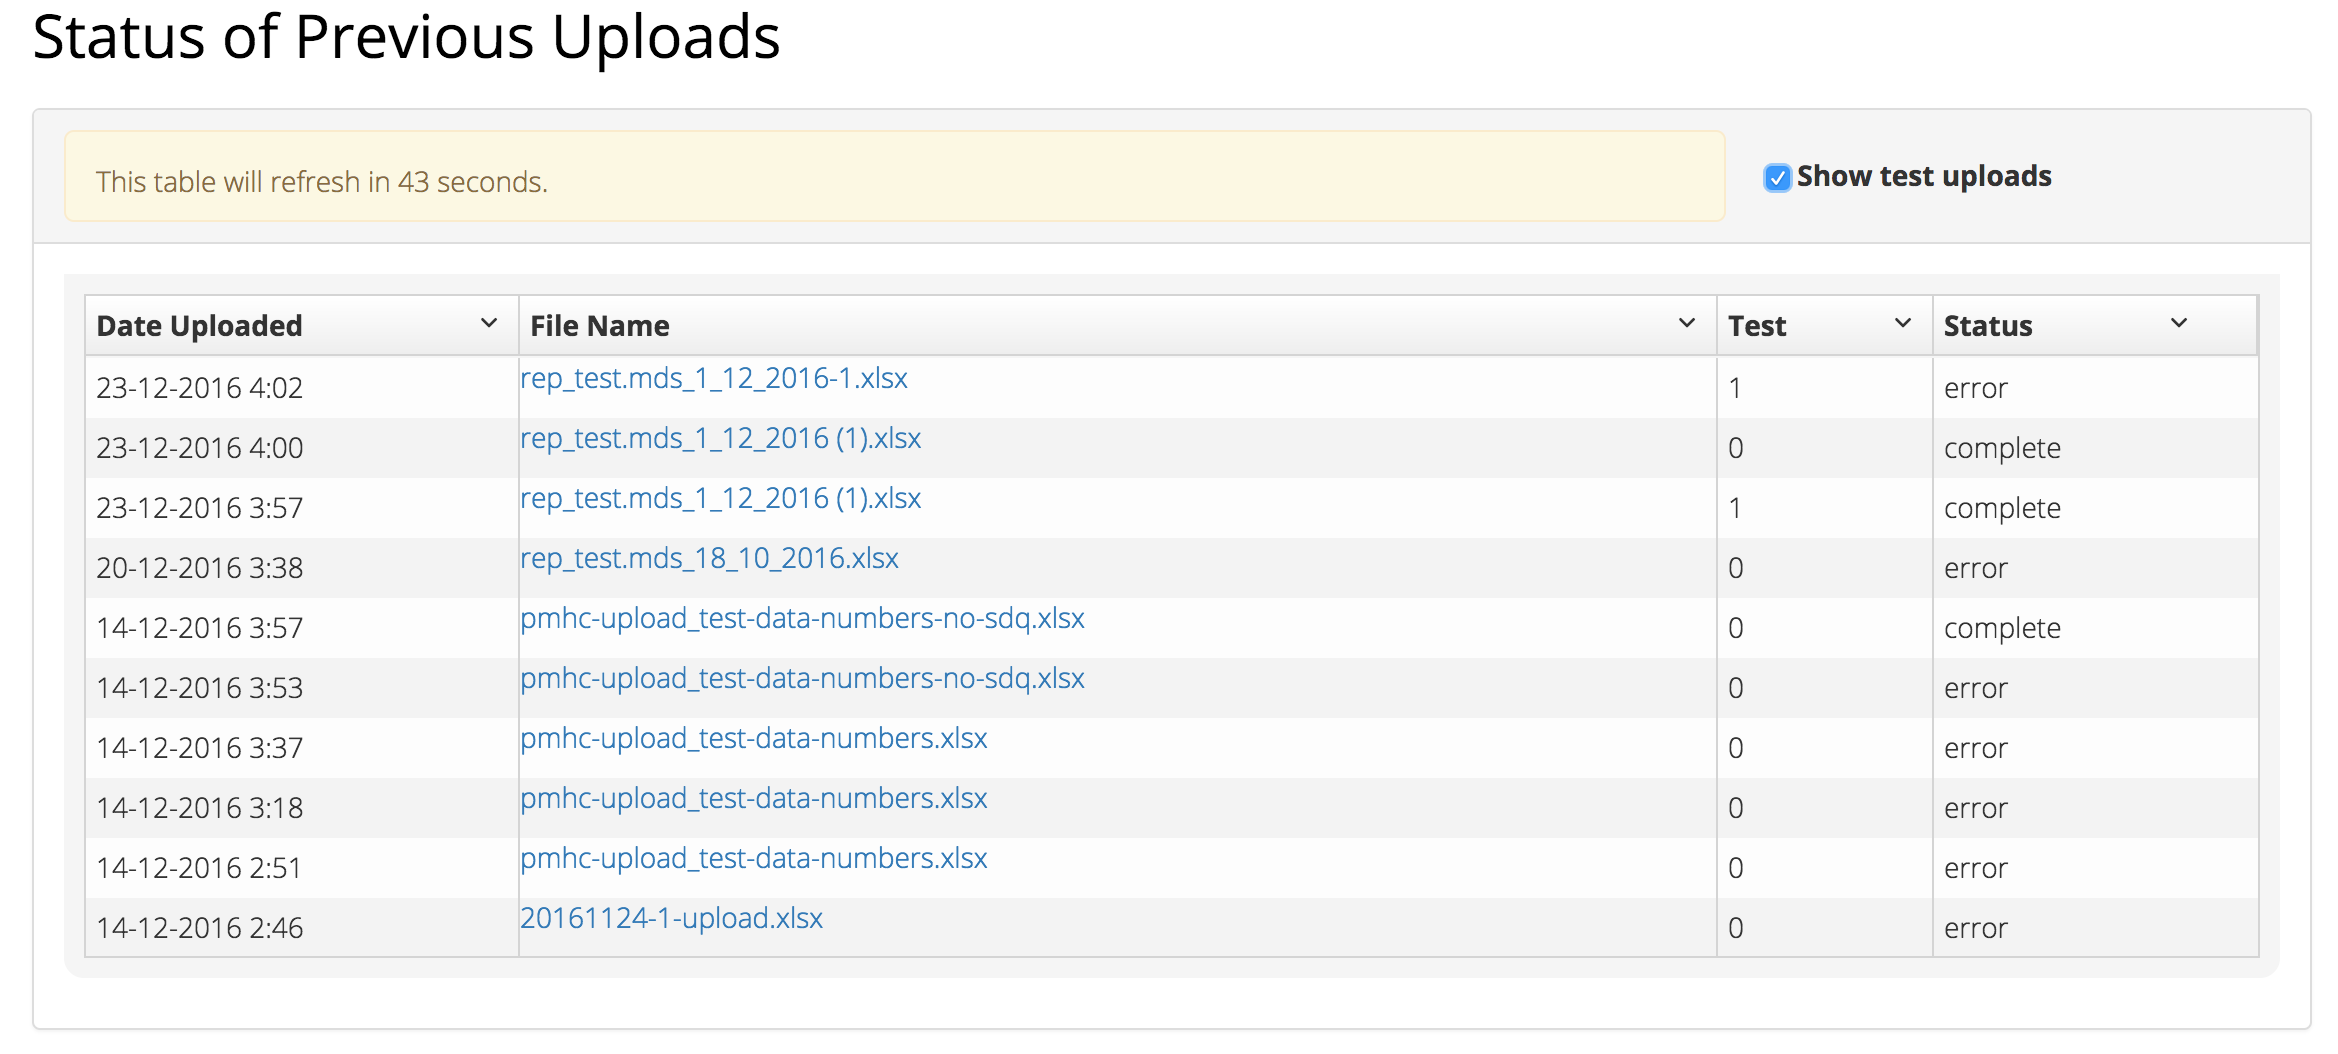 Status of Previous Uploads
This table will refresh in 43 seconds.
Show test uploads
Date Uploaded File Name Test Status
23-12-2016 4:02 rep_test.mds_1_12_2016-1.xlsx 1 error
23-12-2016 4:00 rep_test.mds_1_12_2016 (1).xlsx 0 complete
23-12-2016 3:57 rep_test.mds_1_12_2016 (1).xlsx 1 complete
20-12-2016 3:38 rep_test.mds_18_10_2016.xlsx 0 error
14-12-2016 3:57 pmhc-upload_test-data-numbers-no-sdq.xlsx 0 complete
14-12-2016 3:53 pmhc-upload_test-data-numbers-no-sdq.xlsx 0 error
14-12-2016 3:37 pmhc-upload_test-data-numbers.xlsx 0 error
14-12-2016 3:18 pmhc-upload_test-data-numbers.xlsx 0 error
14-12-2016 2:51 pmhc-upload_test-data-numbers.xlsx 0 error
14-12-2016 2:46 20161124-1-upload.xlsx 0 error